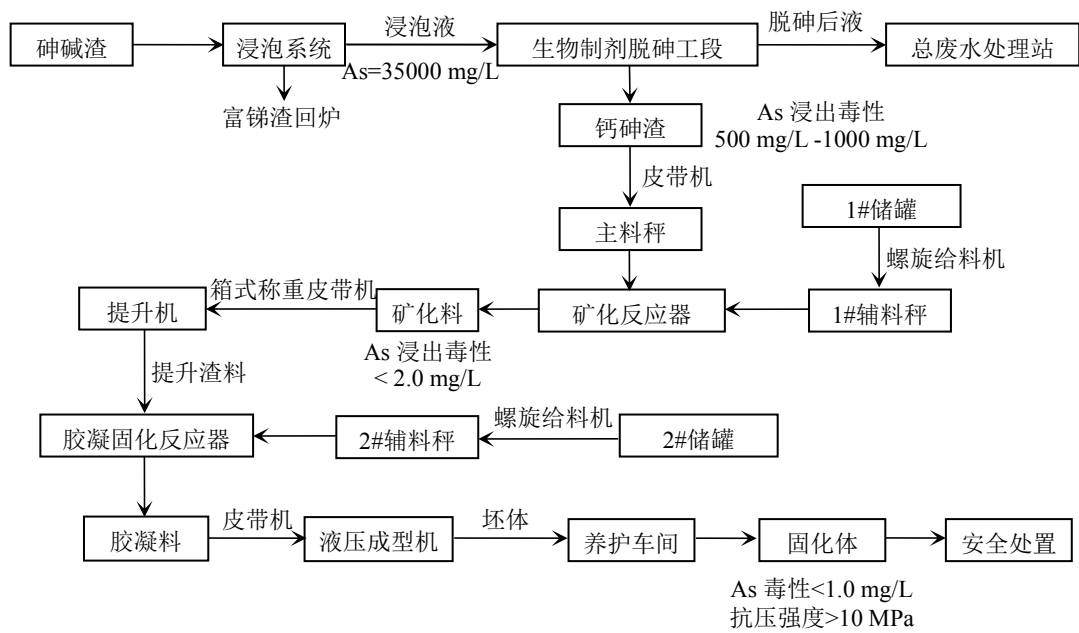 砷碱渣
浸泡系统
浸泡液
As=35000 mg/L
生物制剂脱砷工段
脱砷后液
总废水处理站
富锑渣回炉
钙砷渣
As 浸出毒性
500 mg/L -1000 mg/L
皮带机
主料秤
1#储罐
螺旋给料机
1#辅料秤
矿化反应器
矿化料
As 浸出毒性
< 2.0 mg/L
箱式称重皮带机
提升机
提升渣料
胶凝固化反应器
2#辅料秤
螺旋给料机
2#储罐
胶凝料
皮带机
液压成型机
坯体
养护车间
固化体
安全处置
As 毒性<1.0 mg/L
抗压强度>10 MPa